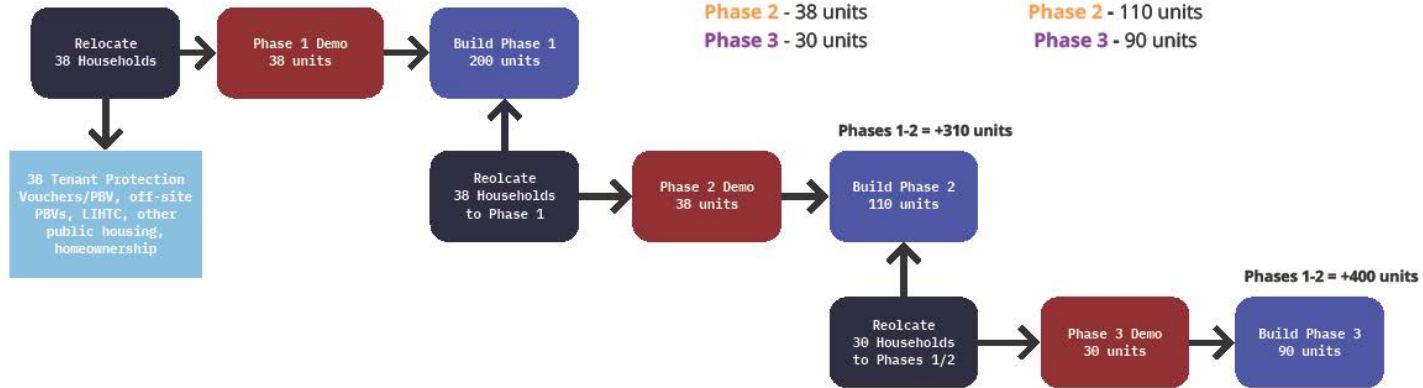 Phase 2 - 38 units
Phase 3 - 30 units
Phase 2 - 110 units
Phase 3 - 90 units
Relocate
38 Households
Phase 1 Demo
38 units
Build Phase 1
200 units
38 Tenant Protection
Vouchers/PBV, off-site
PBVs, LIHTC, other
public housing,
homeownership
Reolcate
38 Households
to Phase 1
Phase 2 Demo
38 units
Phases 1-2 = +310 units
Build Phase 2
110 units
Reolcate
30 Households
to Phases 1/2
Phase 3 Demo
30 units
Phases 1-2 = +400 units
Build Phase 3
90 units